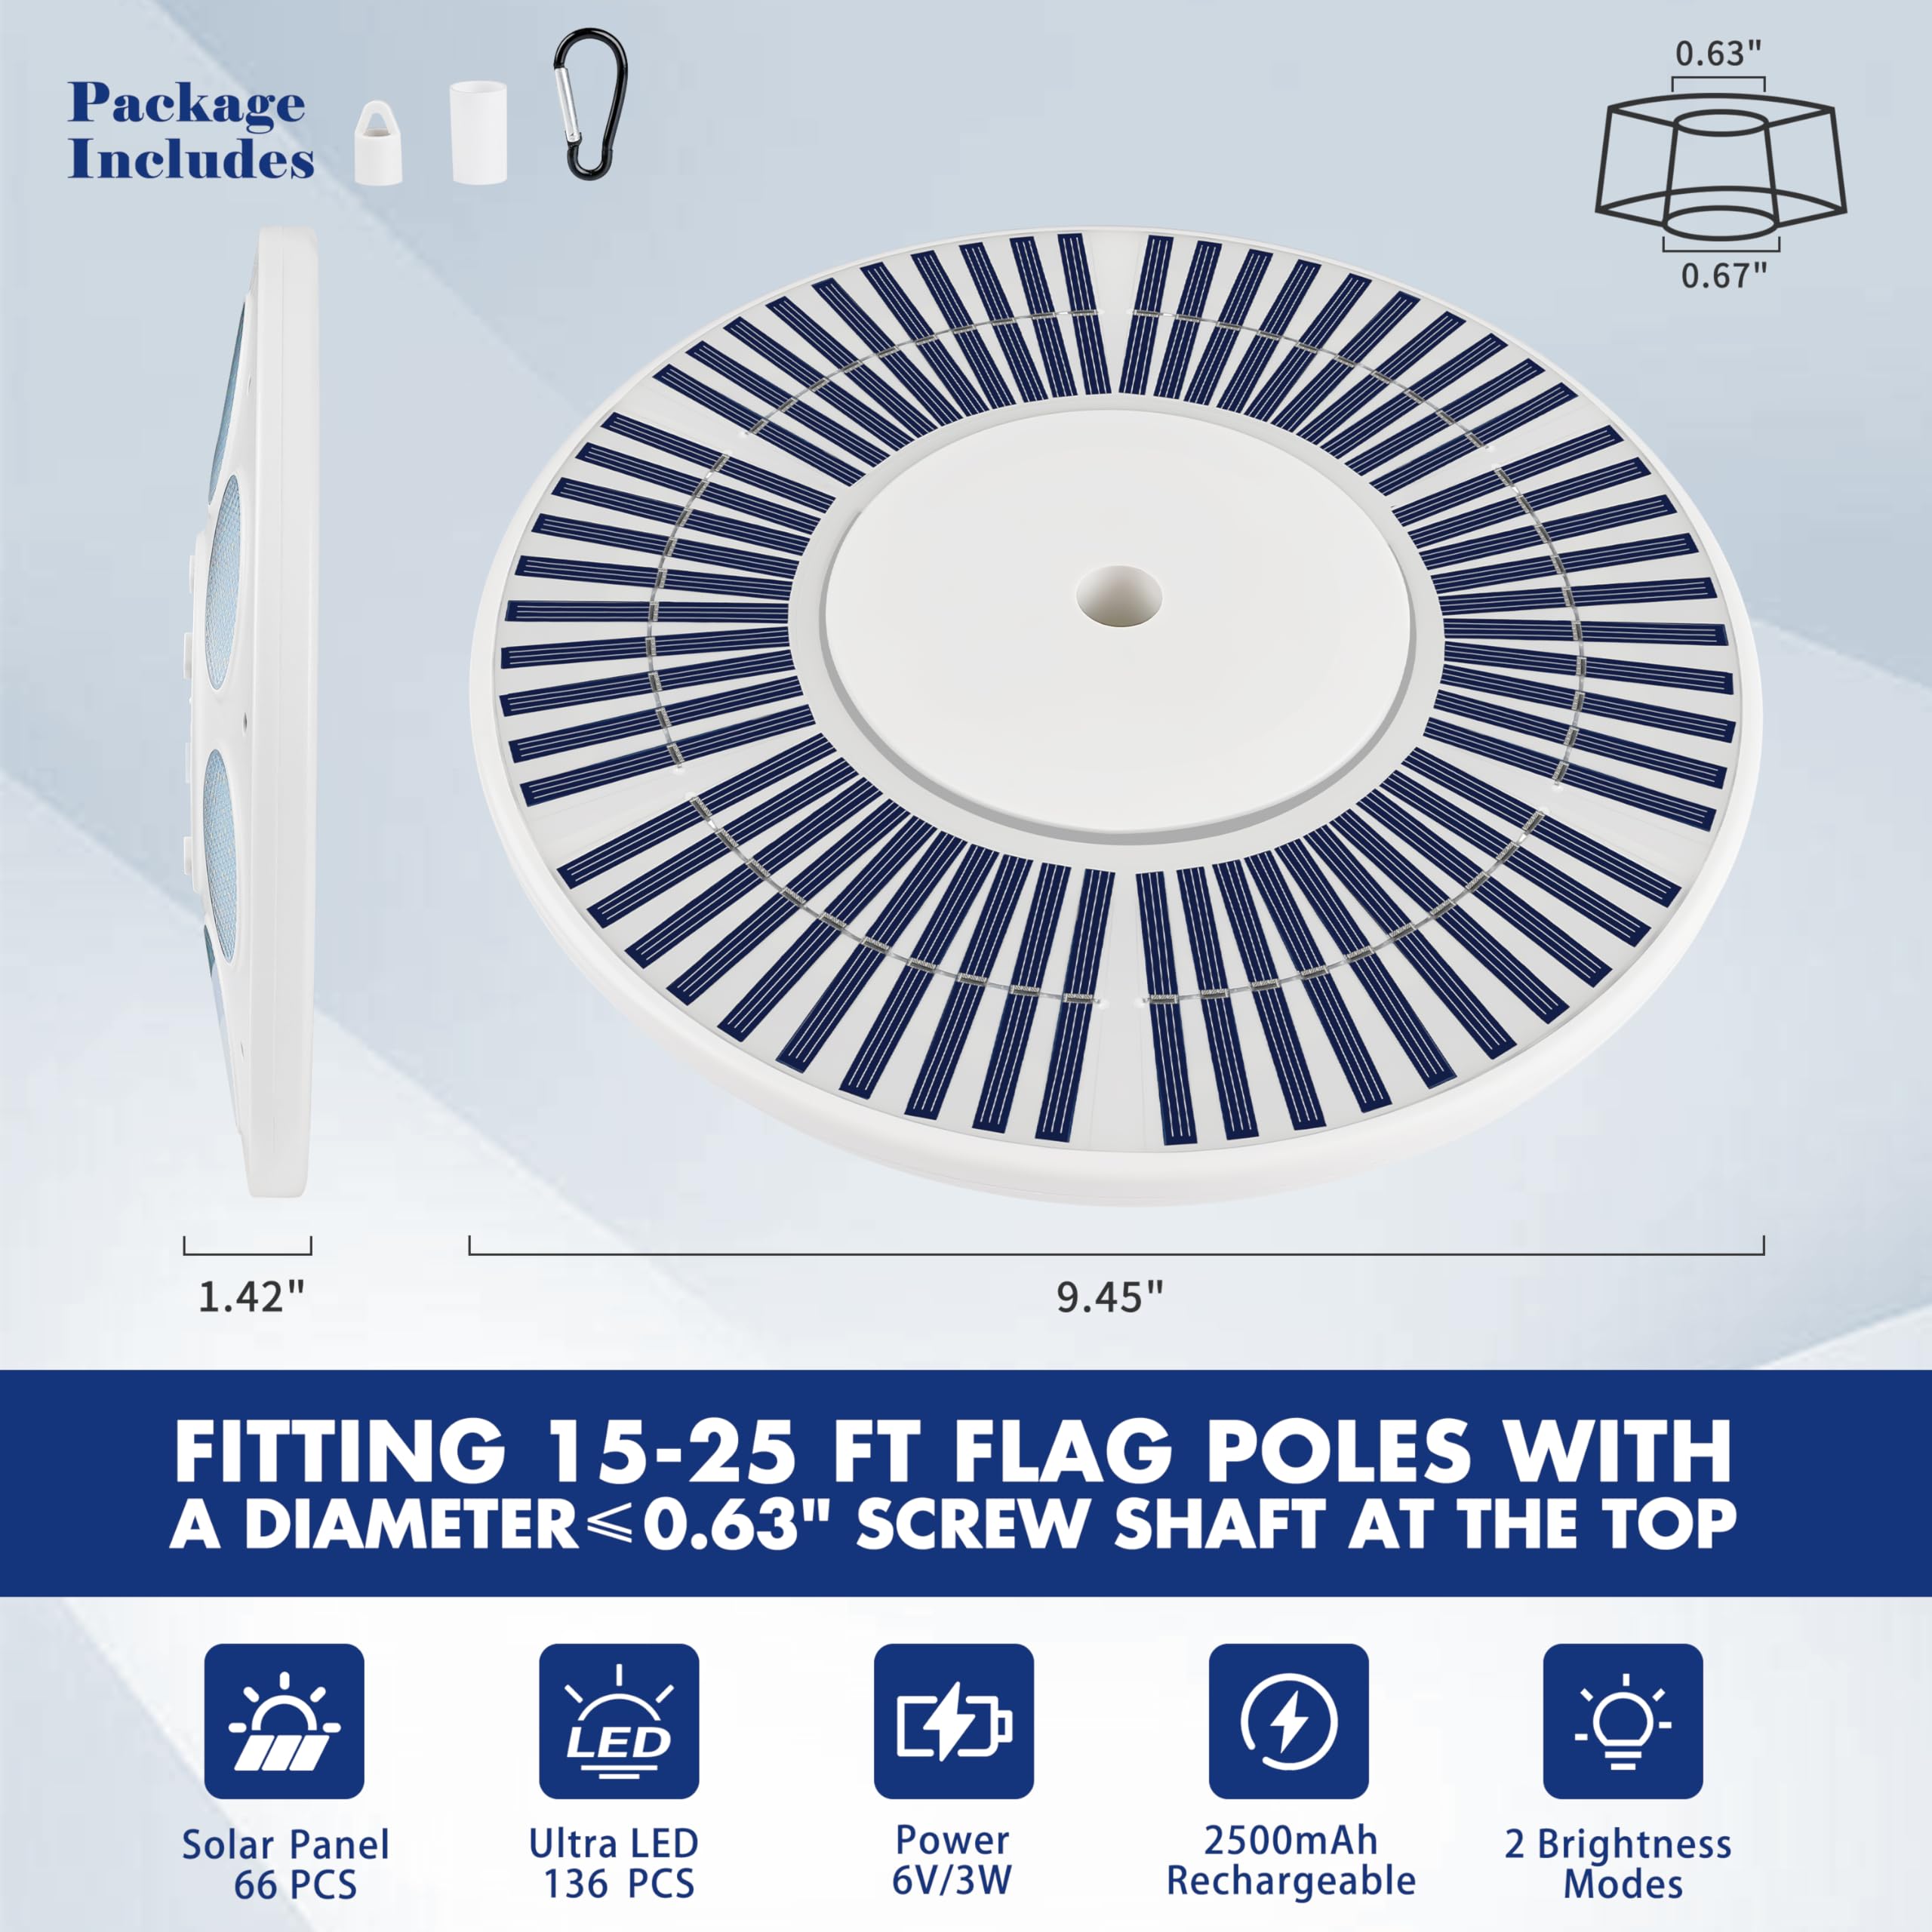 Package
Includes
0.63"
0.67"
1.42"
9.45"
FITTING 15-25 FT FLAG POLES WITH
A DIAMETER⩽0.63" SCREW SHAFT AT THE TOP
LED
Solar Panel
66 PCS
Ultra LED
136 PCS
Power
6V/3W
2500mAh
Rechargeable
2 Brightness
Modes